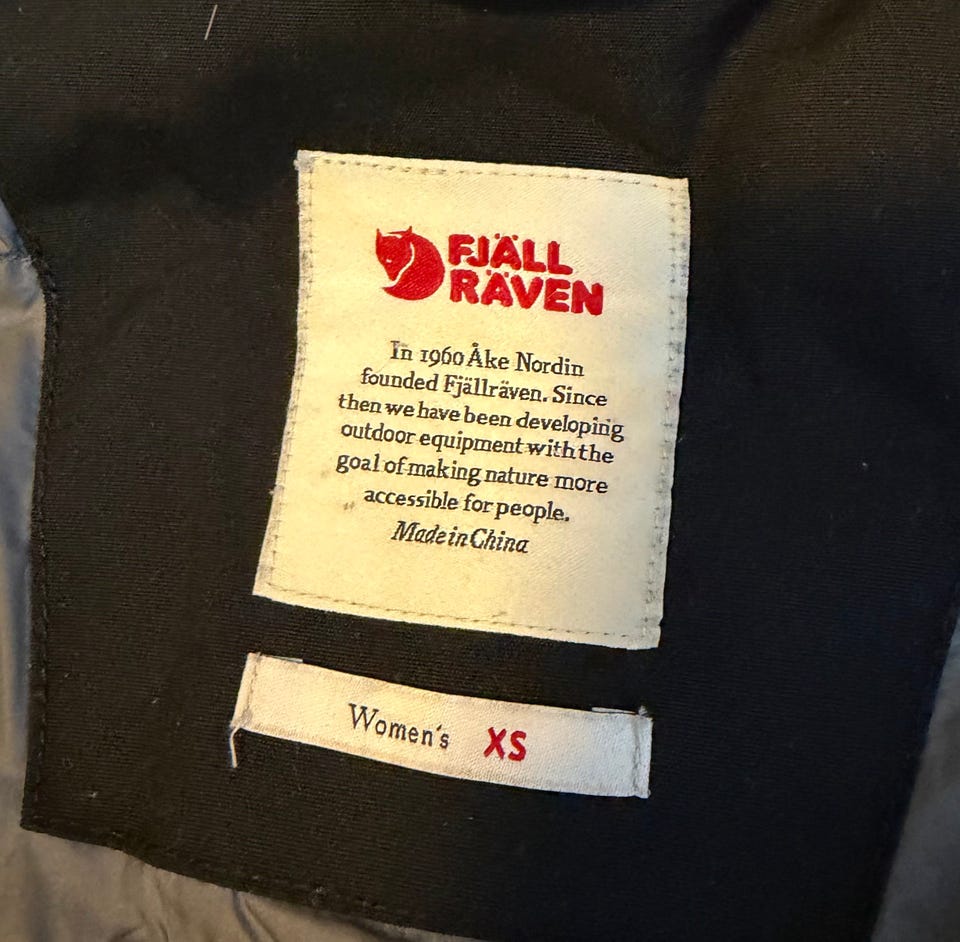 FJÄLL
RÄVEN
In 1960 Åke Nordin
founded Fjällräven. Since
then we have been developing
outdoor equipment with the
goal of making nature more
accessible for people.
Made in China
Women's XS